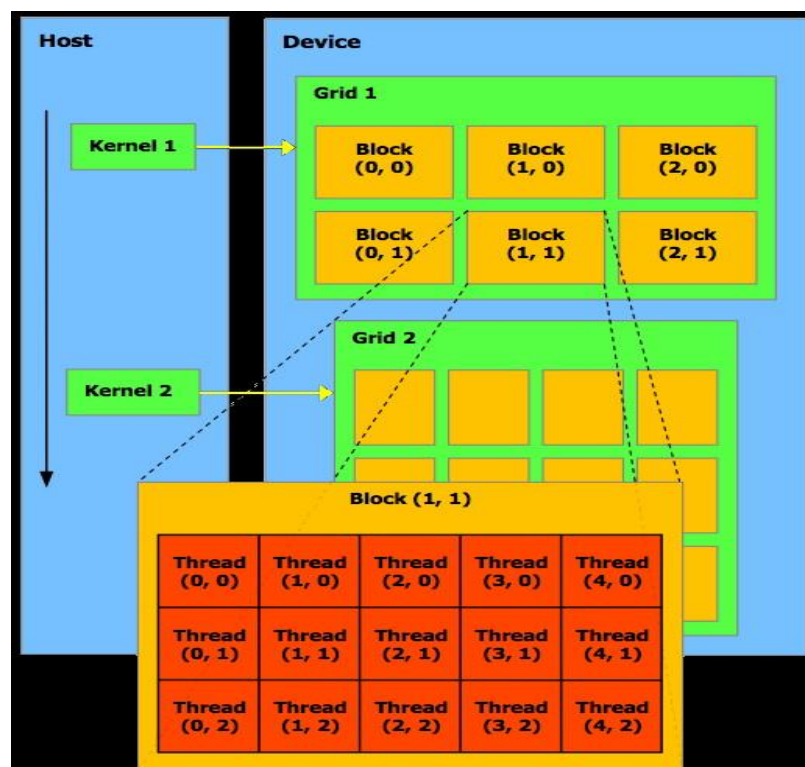 Host
Device
Grid 1
Kernel 1
Block
(0, 0)
Block
(1, 0)
Block
(2, 0)
Block
(0, 1)
Block
(1, 1)
Block
(2, 1)
Grid 2
Kernel 2
Block (1, 1)
Thread
(0, 0)
Thread
(1, 0)
Thread
(2, 0)
Thread
(3, 0)
Thread
(4, 0)
Thread
(0, 1)
Thread
(1, 1)
Thread
(2, 1)
Thread
(3, 1)
Thread
(4, 1)
Thread
(0, 2)
Thread
(1, 2)
Thread
(2, 2)
Thread
(3, 2)
Thread
(4, 2)